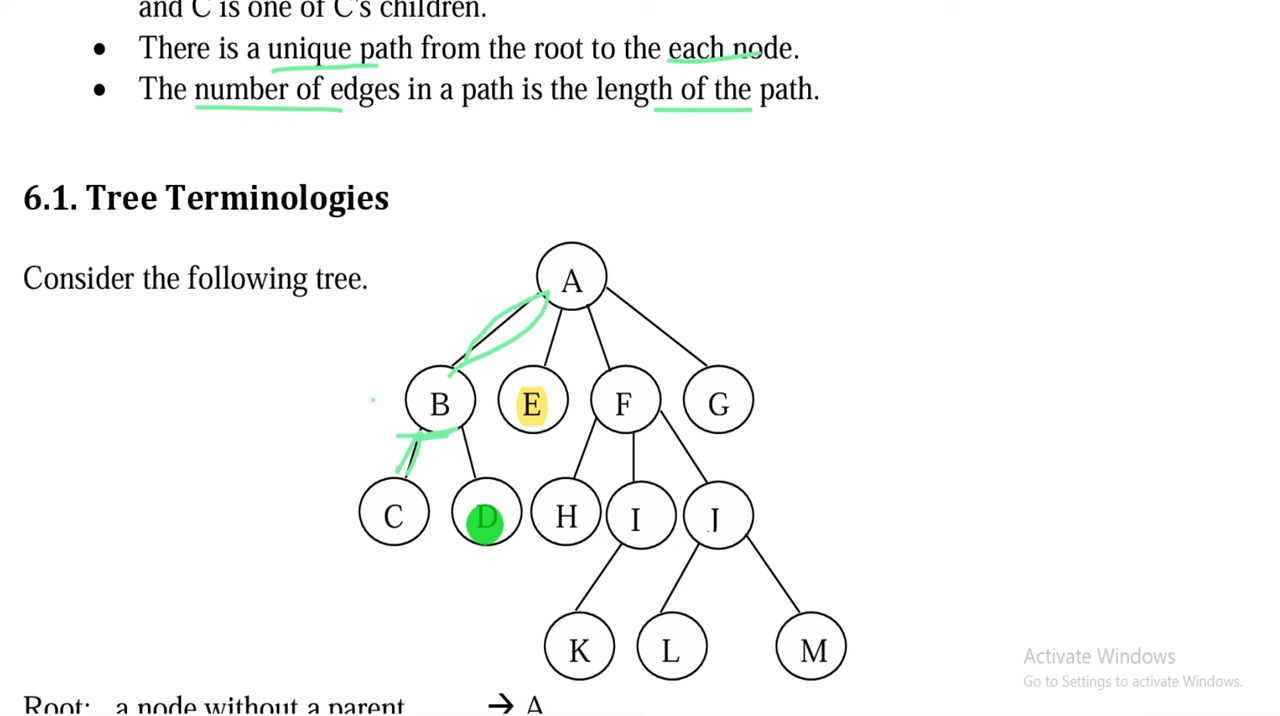 and C is one of C's children.
• There is a unique path from the root to the each node.
• The number of edges in a path is the length of the path.
6.1. Tree Terminologies
Consider the following tree.
A
B E F G
C D H I J
K L M
Activate Windows
Go to Settings to activate Windows.
Root: a node without a parent → A